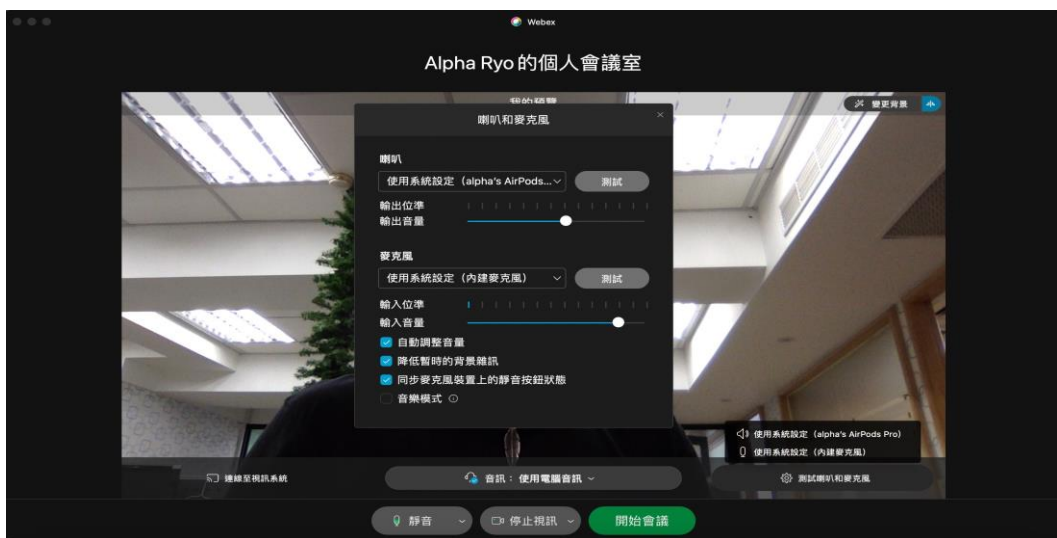 Webex
Alpha Ryo的個人會議室
我的預覽
變更背景
喇叭和麥克風
喇叭
使用系統設定（alpha's AirPods...
測試
輸出位準
輸出音量
麥克風
使用系統設定（內建麥克風）
測試
輸入位準
輸入音量
自動調整音量
降低暫時的背景雜訊
同步麥克風裝置上的靜音按鈕狀態
音樂模式
使用系統設定（alpha's AirPods Pro）
使用系統設定（內建麥克風）
連線至視訊系統
音訊：使用電腦音訊
測試喇叭和麥克風
靜音
停止視訊
開始會議